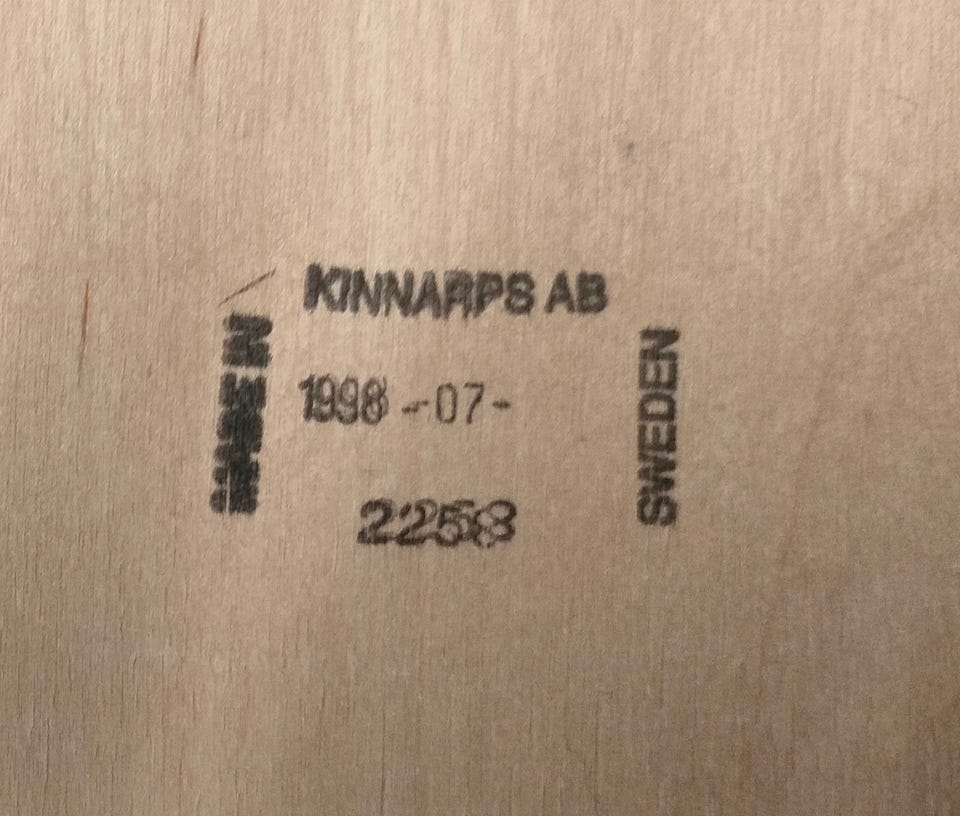 KINNARPS AB
MADE IN
1998 -07-
SWEDEN
2258